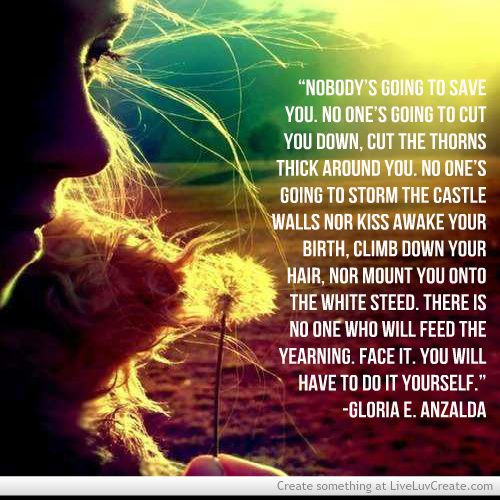 “NOBODY’S GOING TO SAVE
YOU. NO ONE’S GOING TO CUT
YOU DOWN, CUT THE THORNS
THICK AROUND YOU. NO ONE’S
GOING TO STORM THE CASTLE
WALLS NOR KISS AWAKE YOUR
BIRTH, CLIMB DOWN YOUR
HAIR, NOR MOUNT YOU ONTO
THE WHITE STEED. THERE IS
NO ONE WHO WILL FEED THE
YEARNING. FACE IT. YOU WILL
HAVE TO DO IT YOURSELF.”
-GLORIA E. ANZALDA
Create something at LiveLuvCreate.com